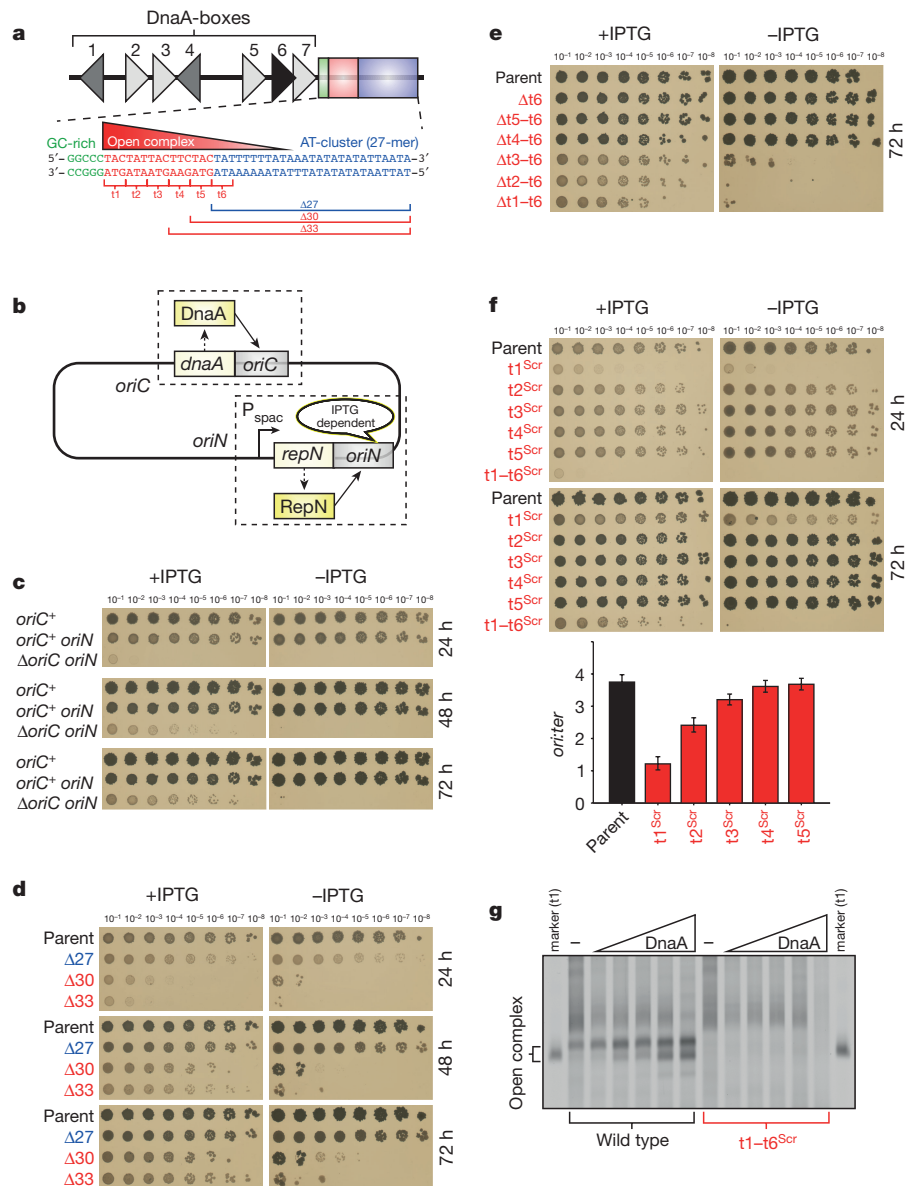 a
DnaA-boxes
1 2 3 4 5 6 7
GC-rich Open complex AT-cluster (27-mer)
5′– GGCCCTACTATTACTTCTACTATTTTTTATAAATATATATATTAATA –3′
3′– CCGGGATGATAATGAAGATGATAAAAAATATTTATATATATAATTAT –5′
t1 t2 t3 t4 t5 t6
Δ27
Δ30
Δ33
b
DnaA
dnaA oriC
oriC
Pspac
IPTG dependent
oriN
repN oriN
RepN
c
+IPTG –IPTG
10⁻¹ 10⁻² 10⁻³ 10⁻⁴ 10⁻⁵ 10⁻⁶ 10⁻⁷ 10⁻⁸ 10⁻¹ 10⁻² 10⁻³ 10⁻⁴ 10⁻⁵ 10⁻⁶ 10⁻⁷ 10⁻⁸
oriC⁺
oriC⁺ oriN
ΔoriC oriN
24 h
oriC⁺
oriC⁺ oriN
ΔoriC oriN
48 h
oriC⁺
oriC⁺ oriN
ΔoriC oriN
72 h
d
+IPTG –IPTG
10⁻¹ 10⁻² 10⁻³ 10⁻⁴ 10⁻⁵ 10⁻⁶ 10⁻⁷ 10⁻⁸ 10⁻¹ 10⁻² 10⁻³ 10⁻⁴ 10⁻⁵ 10⁻⁶ 10⁻⁷ 10⁻⁸
Parent
Δ27
Δ30
Δ33
24 h
Parent
Δ27
Δ30
Δ33
48 h
Parent
Δ27
Δ30
Δ33
72 h
e
+IPTG –IPTG
10⁻¹ 10⁻² 10⁻³ 10⁻⁴ 10⁻⁵ 10⁻⁶ 10⁻⁷ 10⁻⁸ 10⁻¹ 10⁻² 10⁻³ 10⁻⁴ 10⁻⁵ 10⁻⁶ 10⁻⁷ 10⁻⁸
Parent
Δt6
Δt5–t6
Δt4–t6
Δt3–t6
Δt2–t6
Δt1–t6
72 h
f
+IPTG –IPTG
10⁻¹ 10⁻² 10⁻³ 10⁻⁴ 10⁻⁵ 10⁻⁶ 10⁻⁷ 10⁻⁸ 10⁻¹ 10⁻² 10⁻³ 10⁻⁴ 10⁻⁵ 10⁻⁶ 10⁻⁷ 10⁻⁸
Parent
t1Scr
t2Scr
t3Scr
t4Scr
t5Scr
t1–t6Scr
24 h
Parent
t1Scr
t2Scr
t3Scr
t4Scr
t5Scr
t1–t6Scr
72 h
ori:ter
4
3
2
1
0
Parent t1Scr t2Scr t3Scr t4Scr t5Scr
g
marker (t1) – DnaA – DnaA marker (t1)
Open complex
Wild type t1–t6Scr